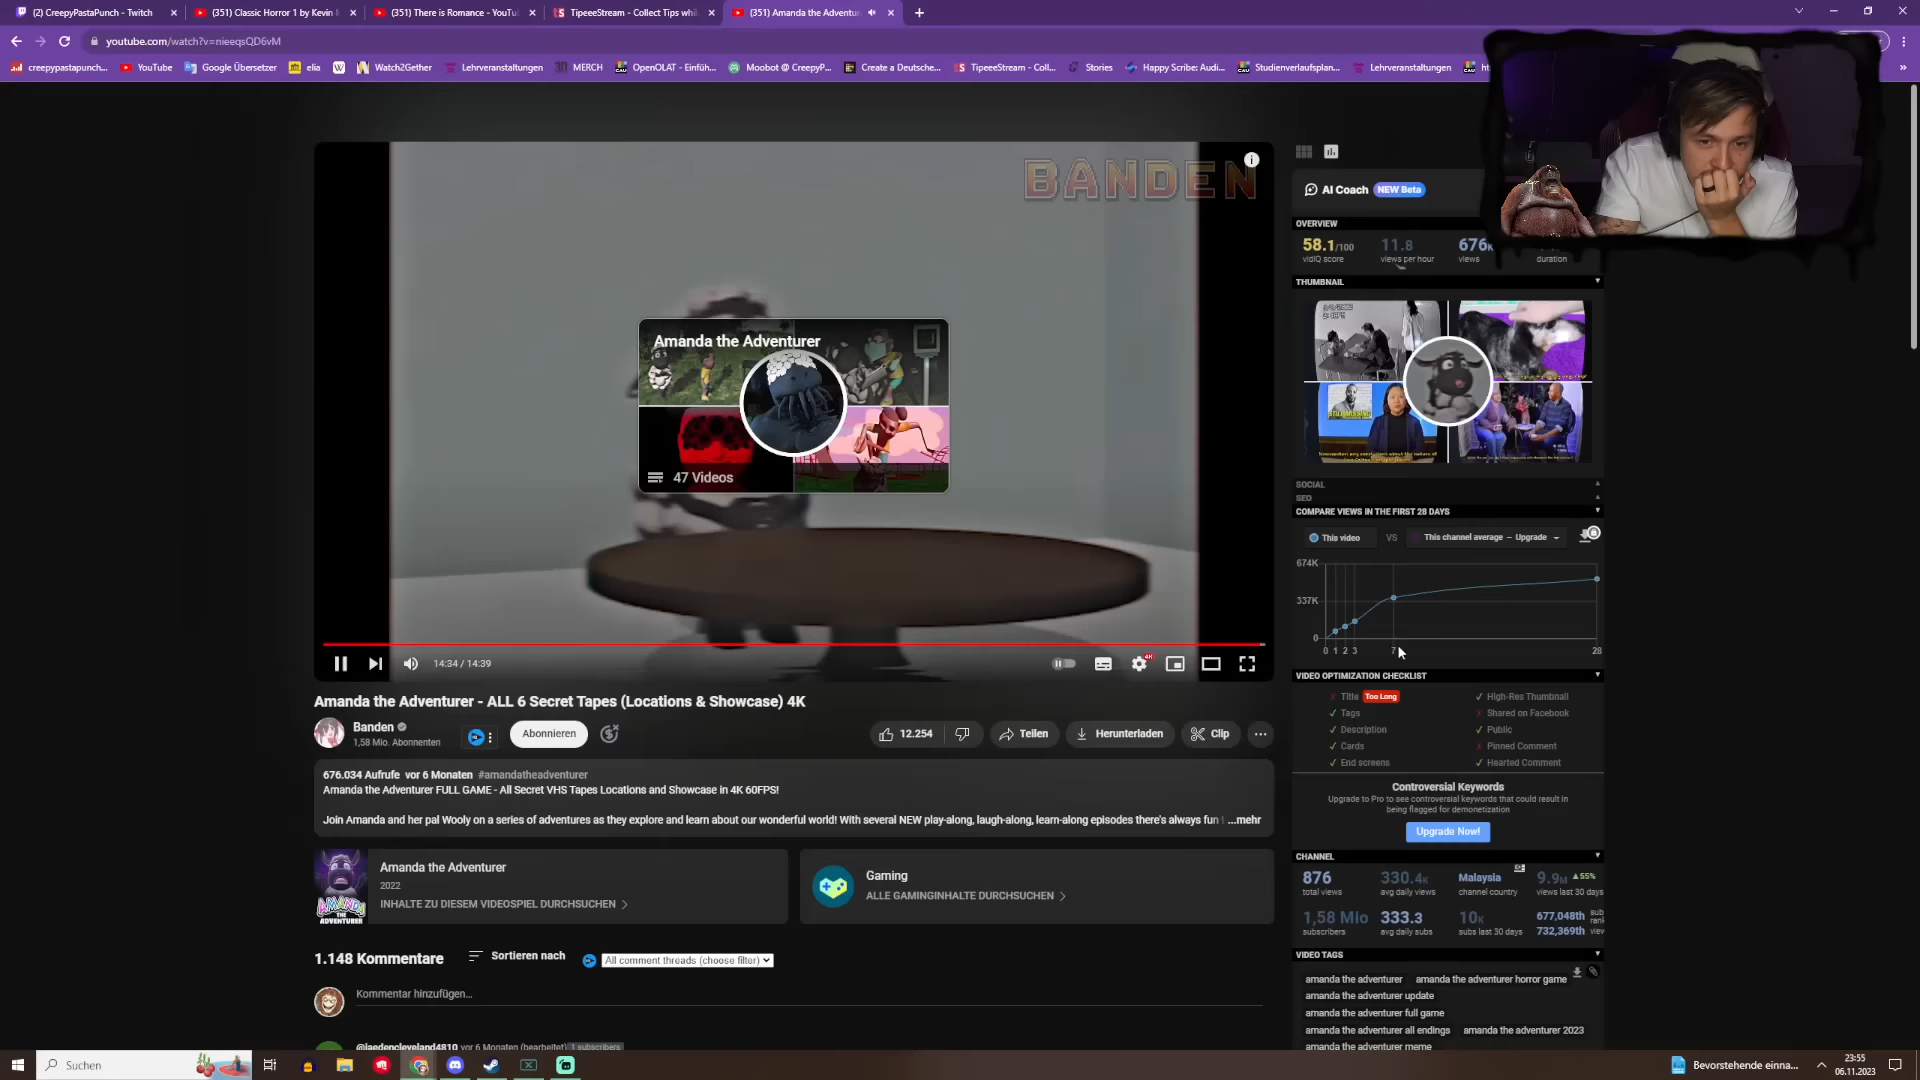 (2) CreepyPastaPunch - Twitch
(351) Classic Horror 1 by Kevin
(351) There is Romance - YouTu
TipeeeStream - Collect Tips whi
(351) Amanda the Adventur
youtube.com/watch?v=nieeqsQD6vM
creepypastapunch...
YouTube
Google Übersetzer
elia
Watch2Gether
Lehrveranstaltungen
MERCH
OpenOLAT - Einfüh...
Moobot @ CreepyP...
Create a Deutsche...
TipeeeStream - Coll...
Stories
Happy Scribe: Audi...
Studienverlaufsplan...
Lehrveranstaltungen
BANDEN
Amanda the Adventurer
47 Videos
14:34 / 14:39
Amanda the Adventurer - ALL 6 Secret Tapes (Locations & Showcase) 4K
Banden
1,58 Mio. Abonnenten
Abonnieren
12.254
Teilen
Herunterladen
Clip
676.034 Aufrufe vor 6 Monaten #amandatheadventurer
Amanda the Adventurer FULL GAME - All Secret VHS Tapes Locations and Showcase in 4K 60FPS!
Join Amanda and her pal Wooly on a series of adventures as they explore and learn about our wonderful world! With several NEW play-along, laugh-along, learn-along episodes there's always fun t ...mehr
Amanda the Adventurer
2022
INHALTE ZU DIESEM VIDEOSPIEL DURCHSUCHEN
AMANDA THE ADVENTURER
Gaming
ALLE GAMINGINHALTE DURCHSUCHEN
1.148 Kommentare
Sortieren nach
All comment threads (choose filter)
Kommentar hinzufügen...
@jaedencleveland4810 vor 6 Monaten (bearbeitet) 1 subscribers
AI Coach NEW Beta
OVERVIEW
58.1/100 11.8 676K
vidIQ score views per hour views duration
THUMBNAIL
STILL MISSING
SOCIAL
SEO
COMPARE VIEWS IN THE FIRST 28 DAYS
This video VS This channel average – Upgrade
674K
337K
0
0 1 2 3 7 28
VIDEO OPTIMIZATION CHECKLIST
Title Too Long
High-Res Thumbnail
Tags
Shared on Facebook
Description
Public
Cards
Pinned Comment
End screens
Hearted Comment
Controversial Keywords
Upgrade to Pro to see controversial keywords that could result in
being flagged for demonetization
Upgrade Now!
CHANNEL
876 330.4K Malaysia 9.9M 55%
total views avg daily views channel country views last 30 days
1,58 Mio 333.3 10K 677,048th sub rank
subscribers avg daily subs subs last 30 days 732,369th view
VIDEO TAGS
amanda the adventurer amanda the adventurer horror game
amanda the adventurer update
amanda the adventurer full game
amanda the adventurer all endings amanda the adventurer 2023
amanda the adventurer meme
Suchen
Bevorstehende einna...
23:55
06.11.2023